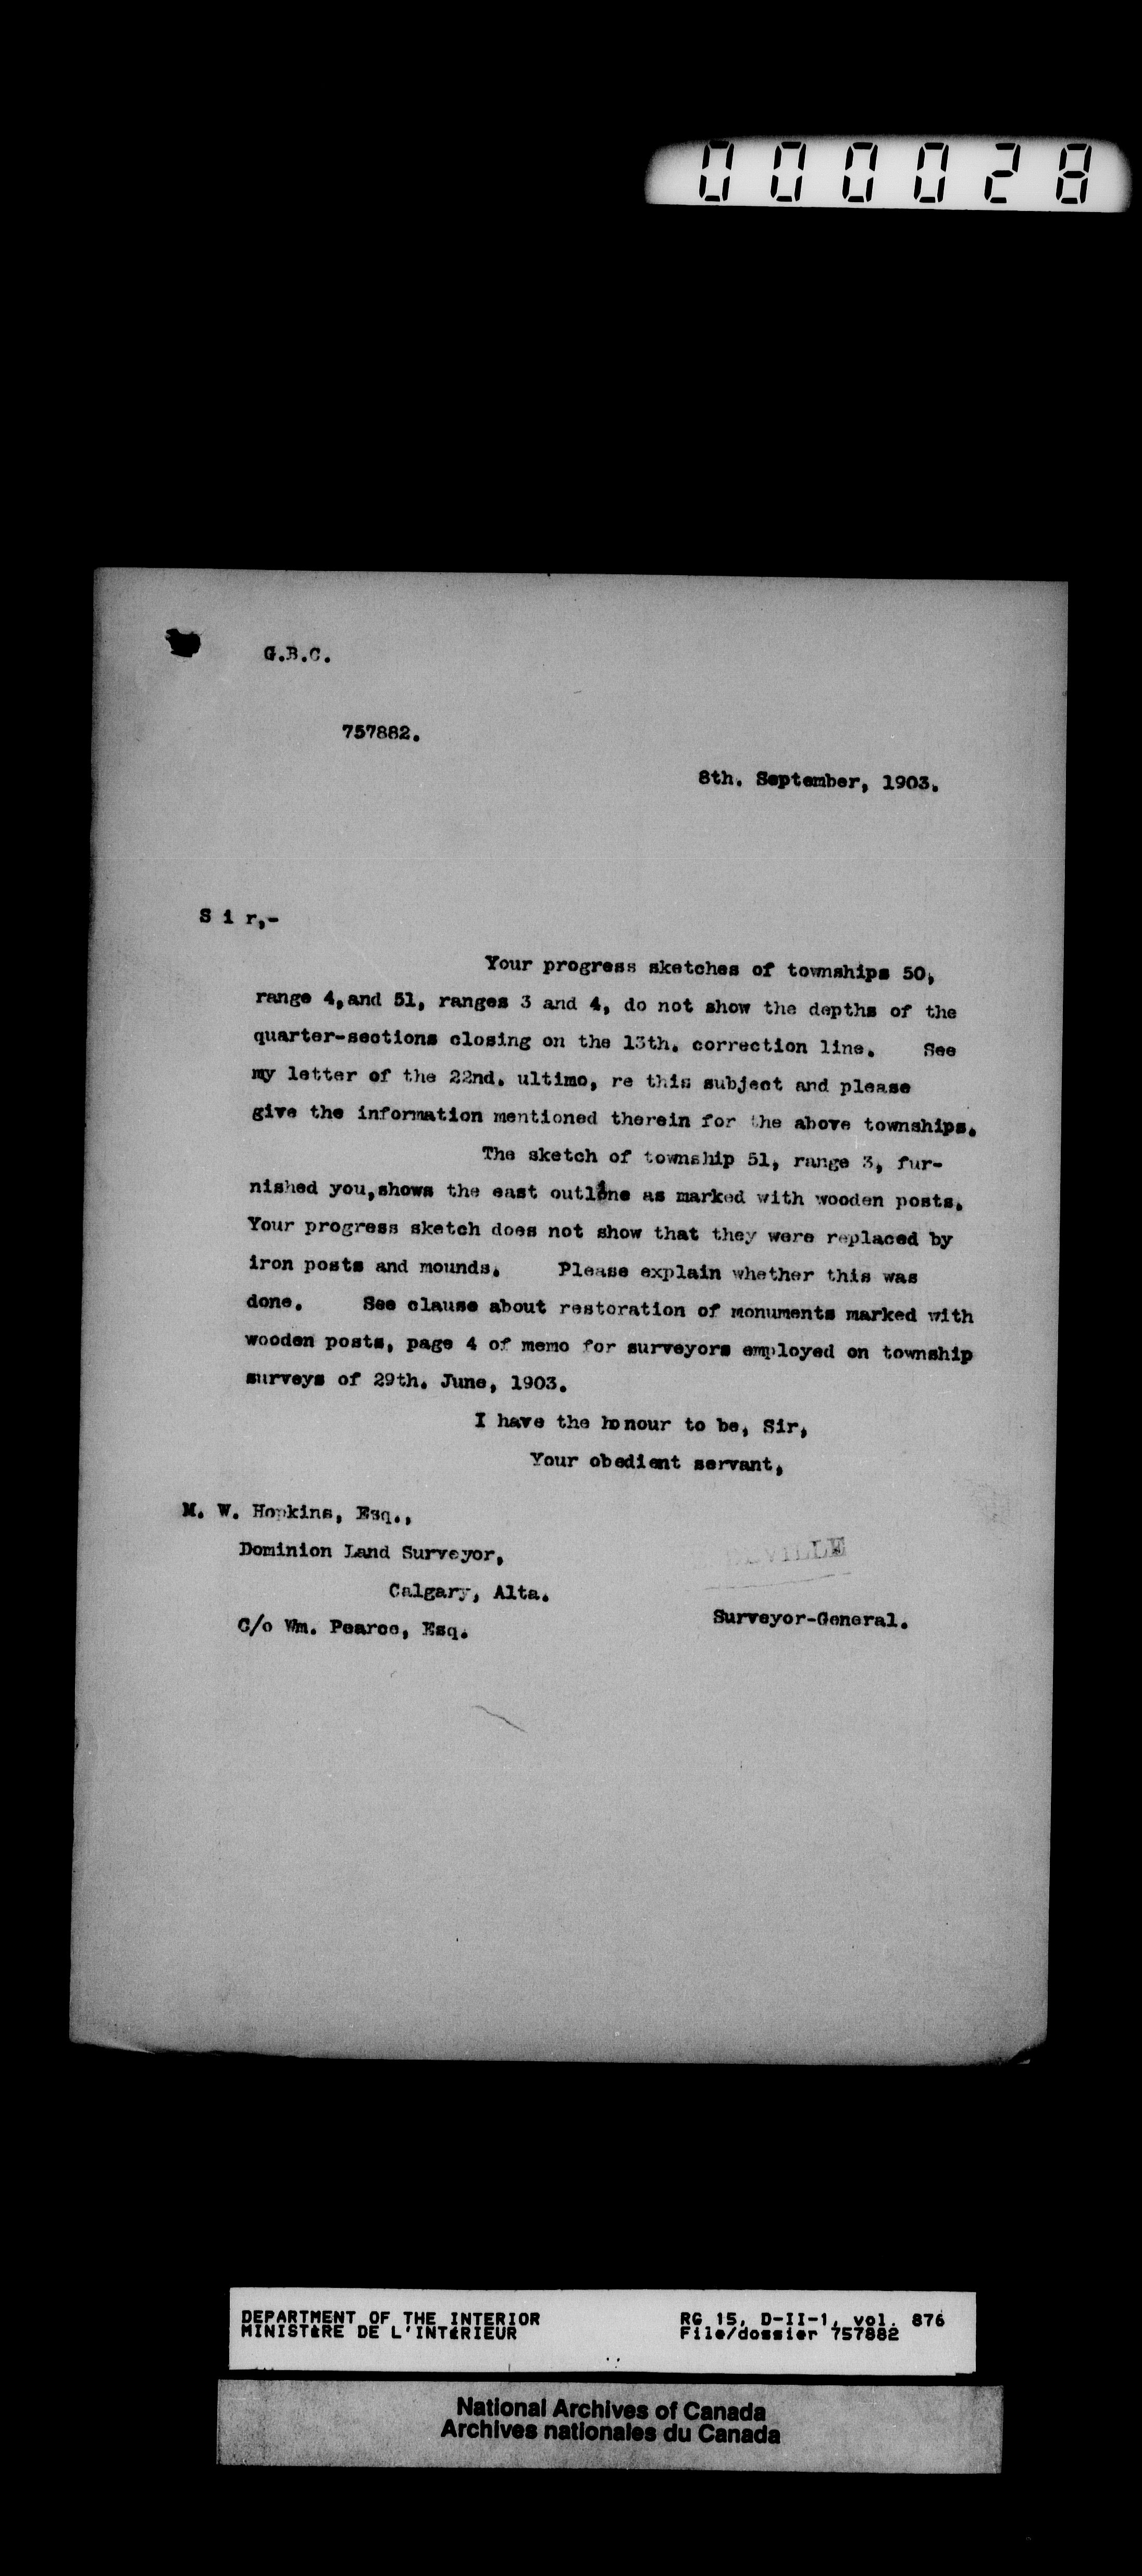 000028
G.B.C.
757882.
8th. September, 1903.
S i r,-
Your progress sketches of townships 50,
range 4,and 51, ranges 3 and 4, do not show the depths of the
quarter-sections closing on the 13th. correction line. See
my letter of the 22nd. ultimo, re this subject and please
give the information mentioned therein for the above townships.
The sketch of township 51, range 3, fur-
nished you,shows the east outline as marked with wooden posts.
Your progress sketch does not show that they were replaced by
iron posts and mounds. Please explain whether this was
done. See clause about restoration of monuments marked with
wooden posts, page 4 of memo for surveyors employed on township
surveys of 29th. June, 1903.
I have the honour to be, Sir,
Your obedient servant,
M. W. Hopkins, Esq.,
Dominion Land Surveyor,
Calgary, Alta.
C/o Wm. Pearce, Esq.
Surveyor-General.
DEPARTMENT OF THE INTERIOR
MINISTÈRE DE L'INTÉRIEUR
RG 15, D-II-1, vol. 876
File/dossier 757882
National Archives of Canada
Archives nationales du Canada